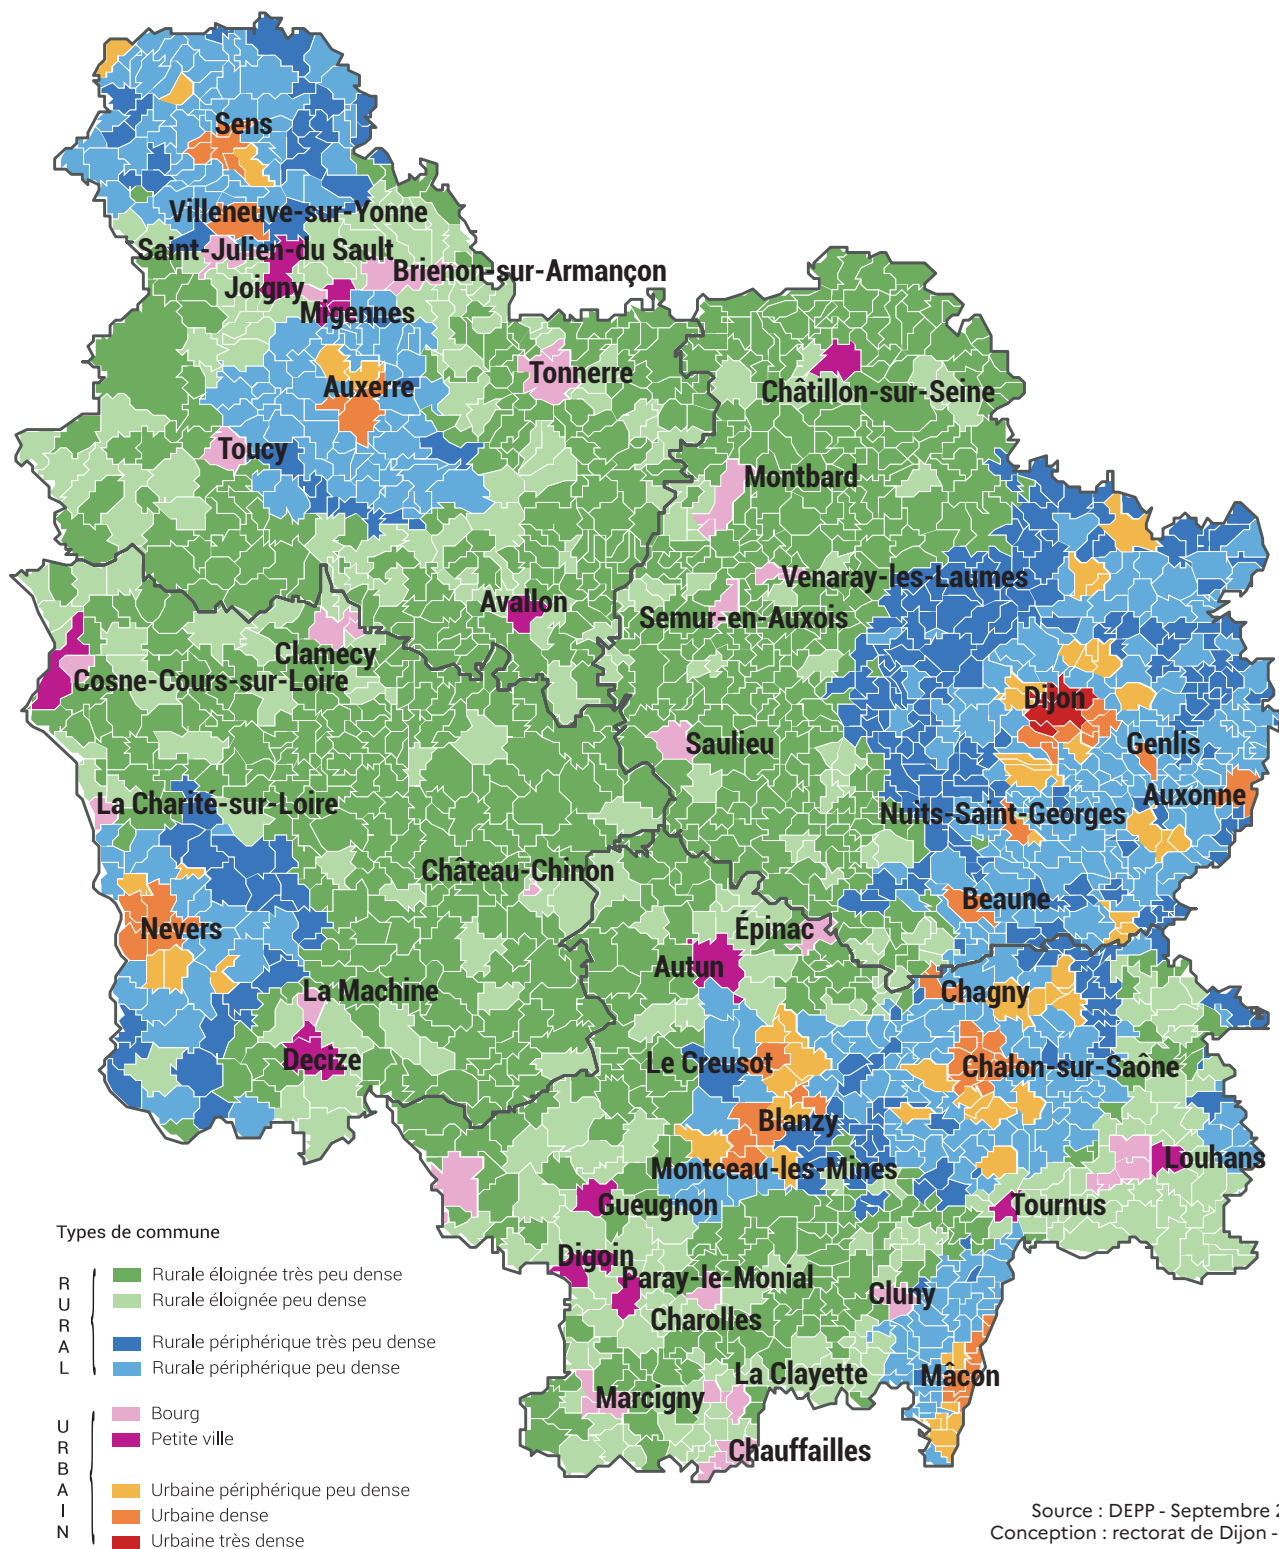 Sens
Villeneuve-sur-Yonne
Saint-Julien-du Sault
Brienon-sur-Armançon
Joigny
Migennes
Tonnerre
Auxerre
Châtillon-sur-Seine
Toucy
Montbard
Venaray-les-Laumes
Avallon
Semur-en-Auxois
Clamecy
Cosne-Cours-sur-Loire
Dijon
Saulieu
Genlis
Auxonne
La Charité-sur-Loire
Nuits-Saint-Georges
Château-Chinon
Beaune
Nevers
Épinac
Autun
La Machine
Chagny
Decize
Le Creusot
Chalon-sur-Saône
Blanzy
Montceau-les-Mines
Louhans
Gueugnon
Tournus
Digoin
Paray-le-Monial
Cluny
Charolles
La Clayette
Mâcon
Marcigny
Chauffailles
Types de commune
RURAL
Rurale éloignée très peu dense
Rurale éloignée peu dense
Rurale périphérique très peu dense
Rurale périphérique peu dense
URBAIN
Bourg
Petite ville
Urbaine périphérique peu dense
Urbaine dense
Urbaine très dense
Source : DEPP - Septembre 2
Conception : rectorat de Dijon -